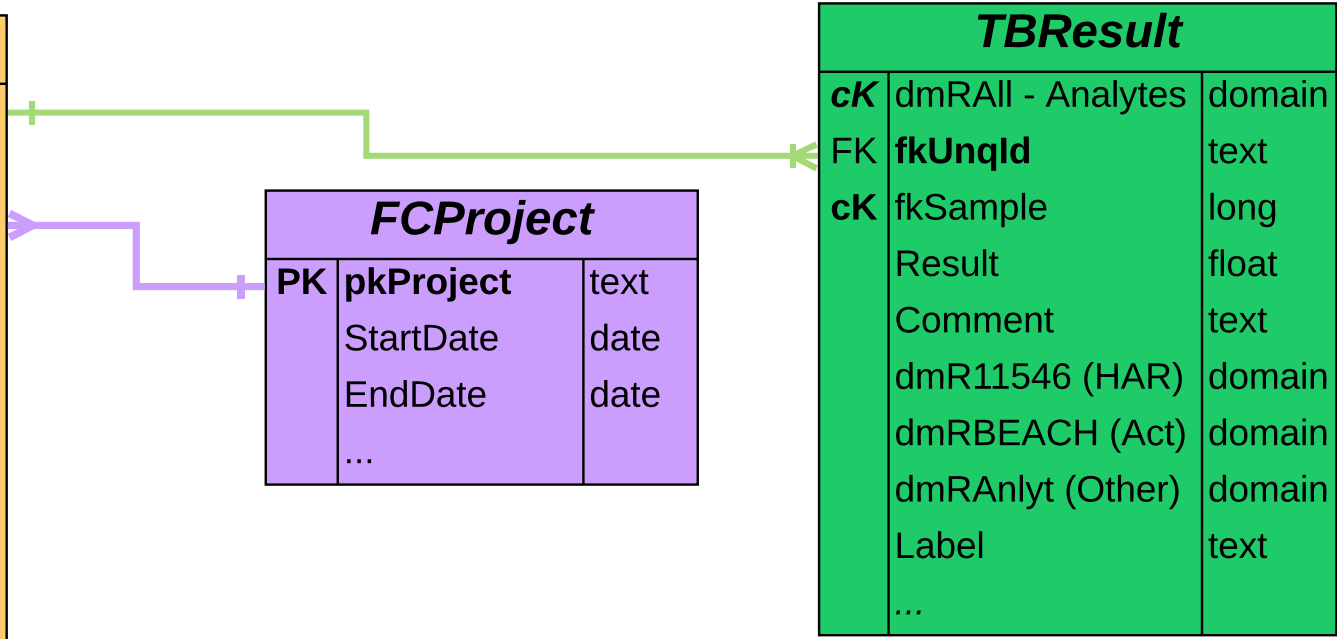 TBResult
cK dmRAll - Analytes domain
FK fkUnqId text
cK fkSample long
Result float
Comment text
dmR11546 (HAR) domain
dmRBEACH (Act) domain
dmRAnlyt (Other) domain
Label text
...
FCProject
PK pkProject text
StartDate date
EndDate date
...